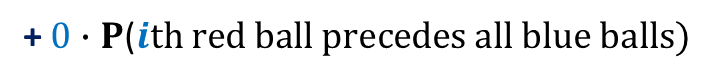 + 0 · P(ith red ball precedes all blue balls)